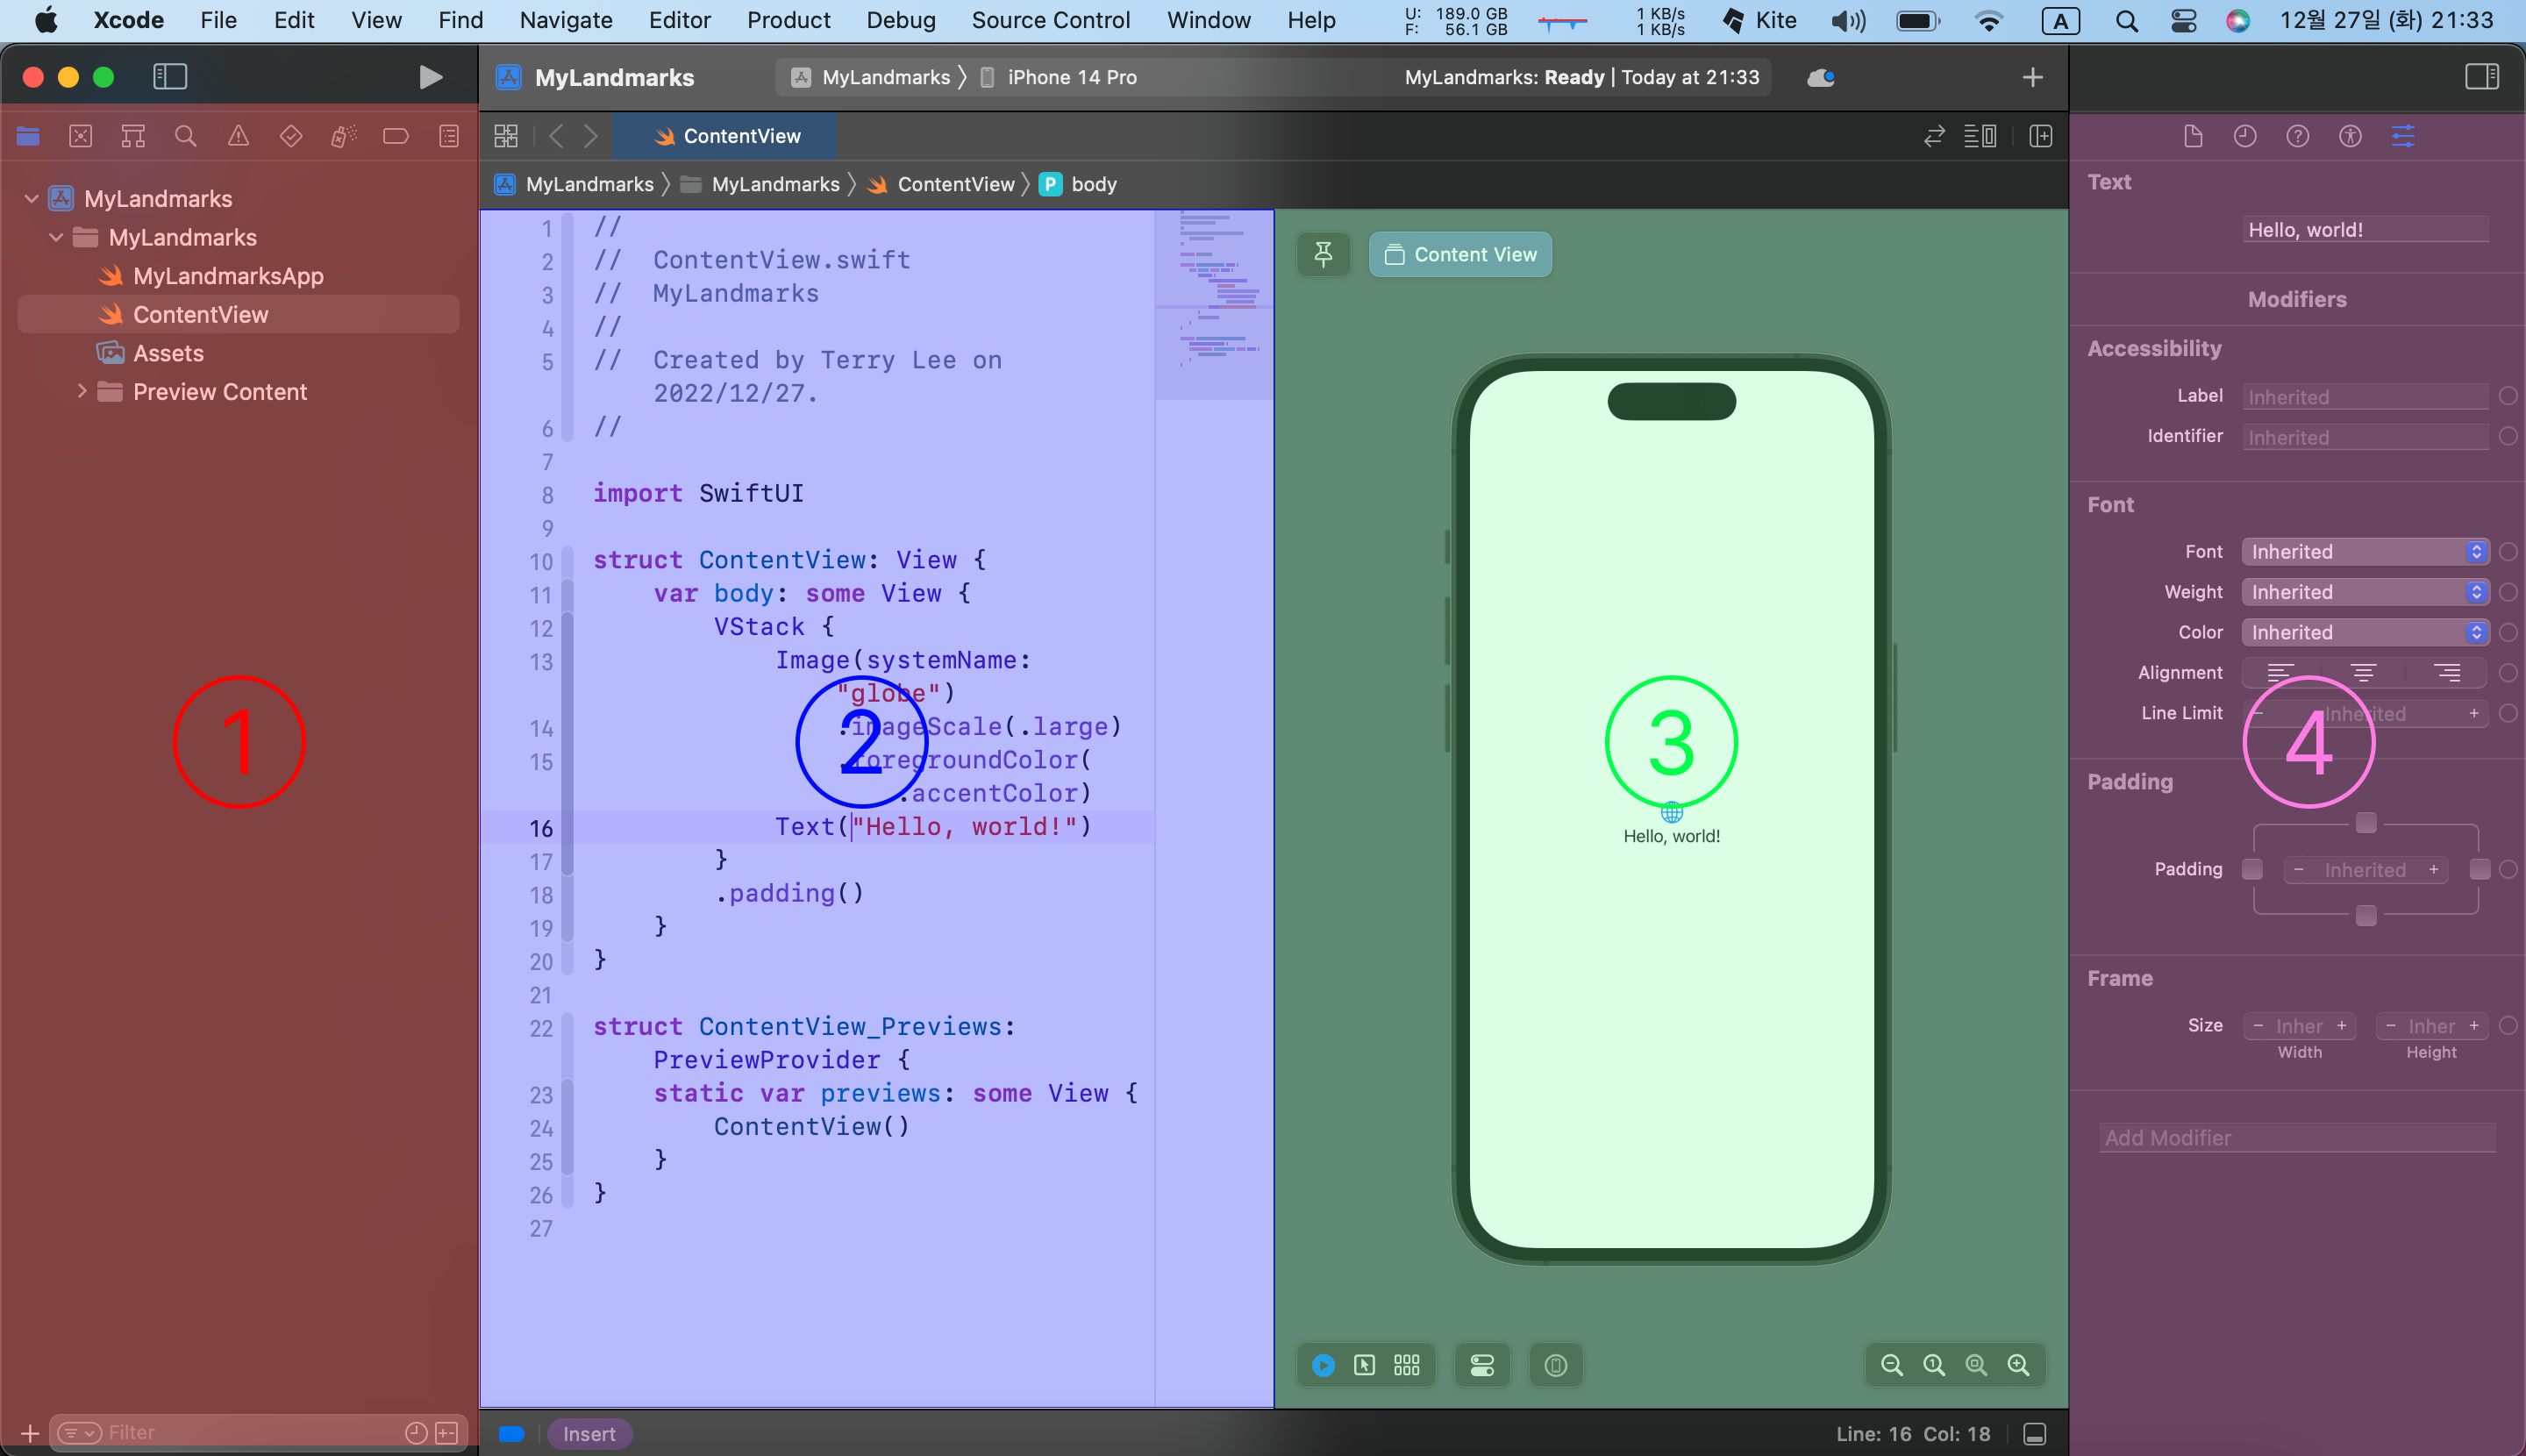 Xcode File Edit View Find Navigate Editor Product Debug Source Control Window Help U: 189.0 GB F: 56.1 GB 1 KB/s 1 KB/s Kite A 12월 27일 (화) 21:33
MyLandmarks MyLandmarks iPhone 14 Pro MyLandmarks: Ready | Today at 21:33
ContentView
MyLandmarks MyLandmarks ContentView P body
MyLandmarks
MyLandmarks
MyLandmarksApp
ContentView
Assets
Preview Content
1
Filter
1 //
2 // ContentView.swift
3 // MyLandmarks
4 //
5 // Created by Terry Lee on
2022/12/27.
6 //
7
8 import SwiftUI
9
10 struct ContentView: View {
11 var body: some View {
12 VStack {
13 Image(systemName:
"globe")
14 .imageScale(.large)
15 .foregroundColor(
.accentColor)
16 Text("Hello, world!")
17 }
18 .padding()
19 }
20 }
21
22 struct ContentView_Previews:
PreviewProvider {
23 static var previews: some View {
24 ContentView()
25 }
26 }
27
2
Insert
Content View
3
Hello, world!
Line: 16 Col: 18
Text
Hello, world!
Modifiers
Accessibility
Label Inherited
Identifier Inherited
Font
Font Inherited
Weight Inherited
Color Inherited
Alignment
Line Limit − Inherited +
4
Padding
Padding − Inherited +
Frame
Size − Inher + − Inher +
Width Height
Add Modifier